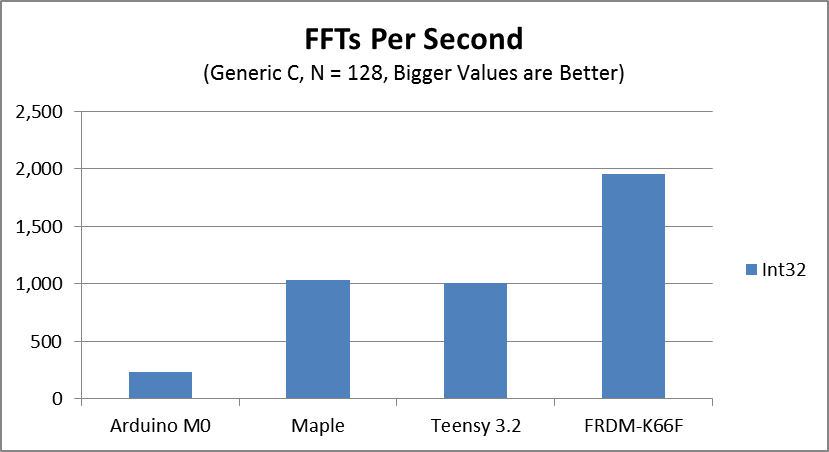 FFTs Per Second
(Generic C, N = 128, Bigger Values are Better)
2,500
2,000
1,500
1,000
500
0
Arduino M0 Maple Teensy 3.2 FRDM-K66F
Int32